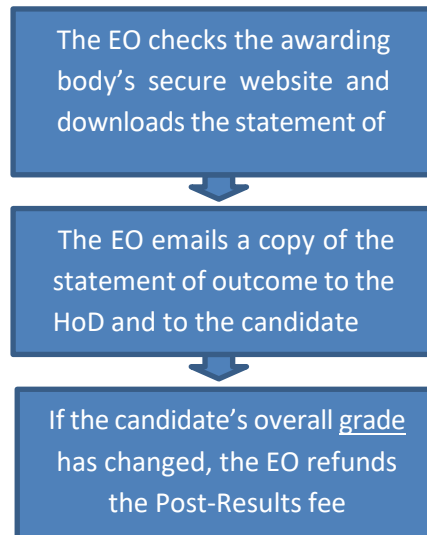 The EO checks the awarding
body’s secure website and
downloads the statement of
The EO emails a copy of the
statement of outcome to the
HoD and to the candidate
If the candidate’s overall grade
has changed, the EO refunds
the Post-Results fee